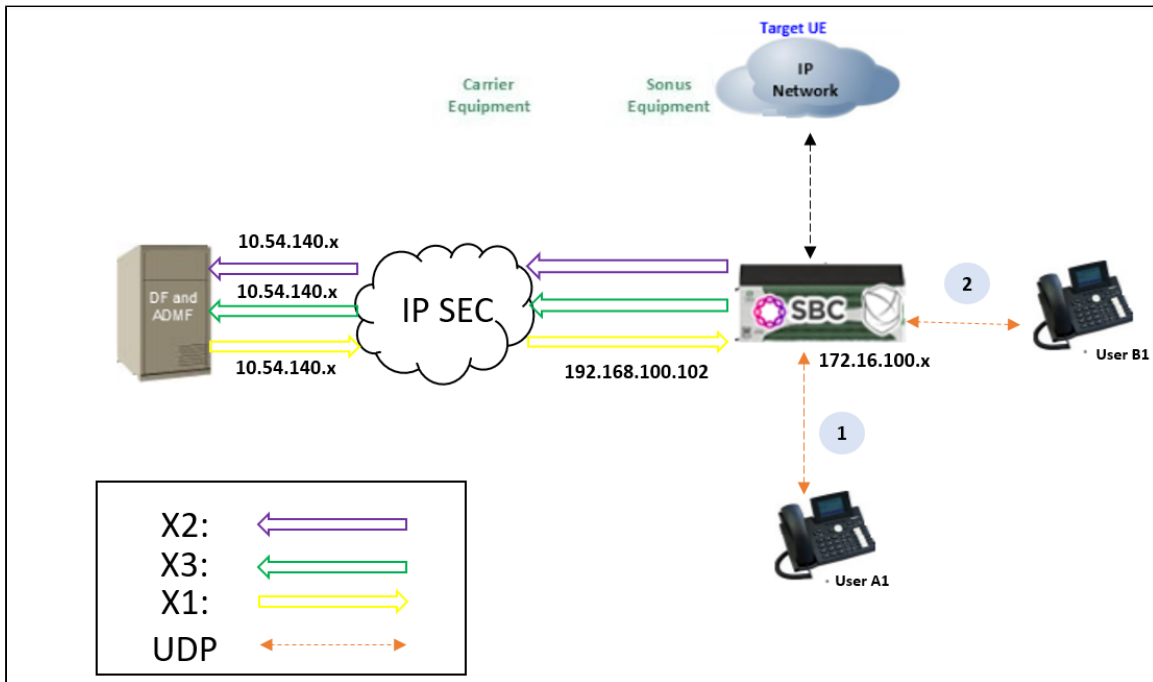 Target UE
IP
Network
Carrier
Equipment
Sonus
Equipment
10.54.140.x
DF and
ADMF
10.54.140.x
10.54.140.x
IP SEC
192.168.100.102
SBC
172.16.100.x
2
User B1
1
User A1
X2:
X3:
X1:
UDP